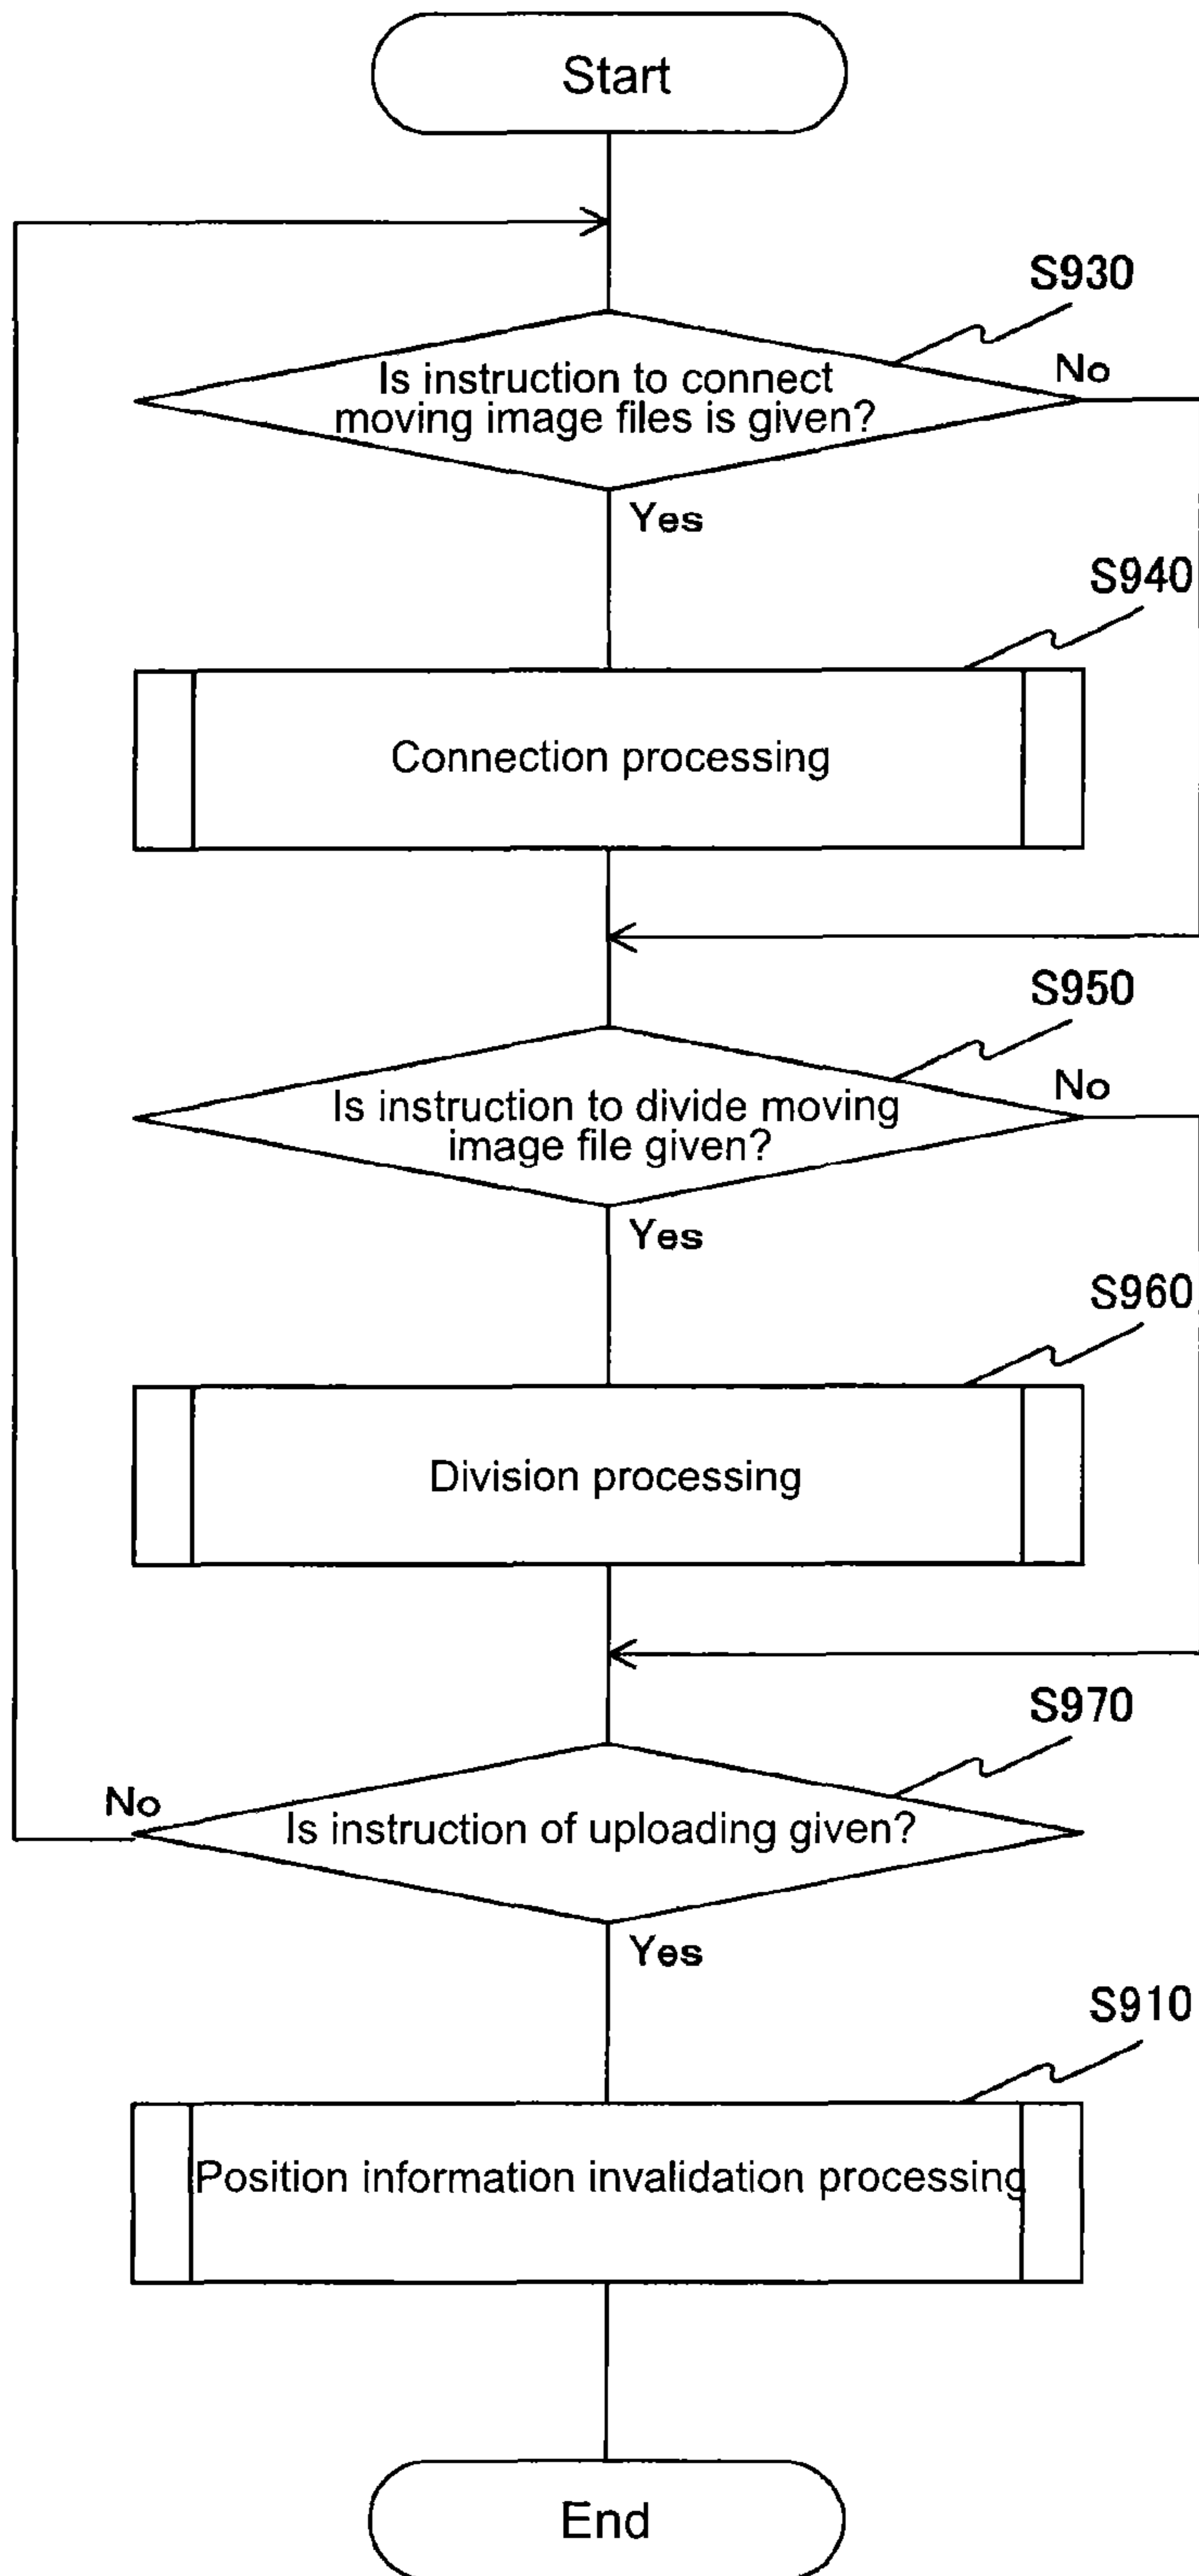 Start
S930
Is instruction to connect
moving image files is given?
No
Yes
S940
Connection processing
S950
Is instruction to divide moving
image file given?
No
Yes
S960
Division processing
S970
No
Is instruction of uploading given?
Yes
S910
Position information invalidation processing
End